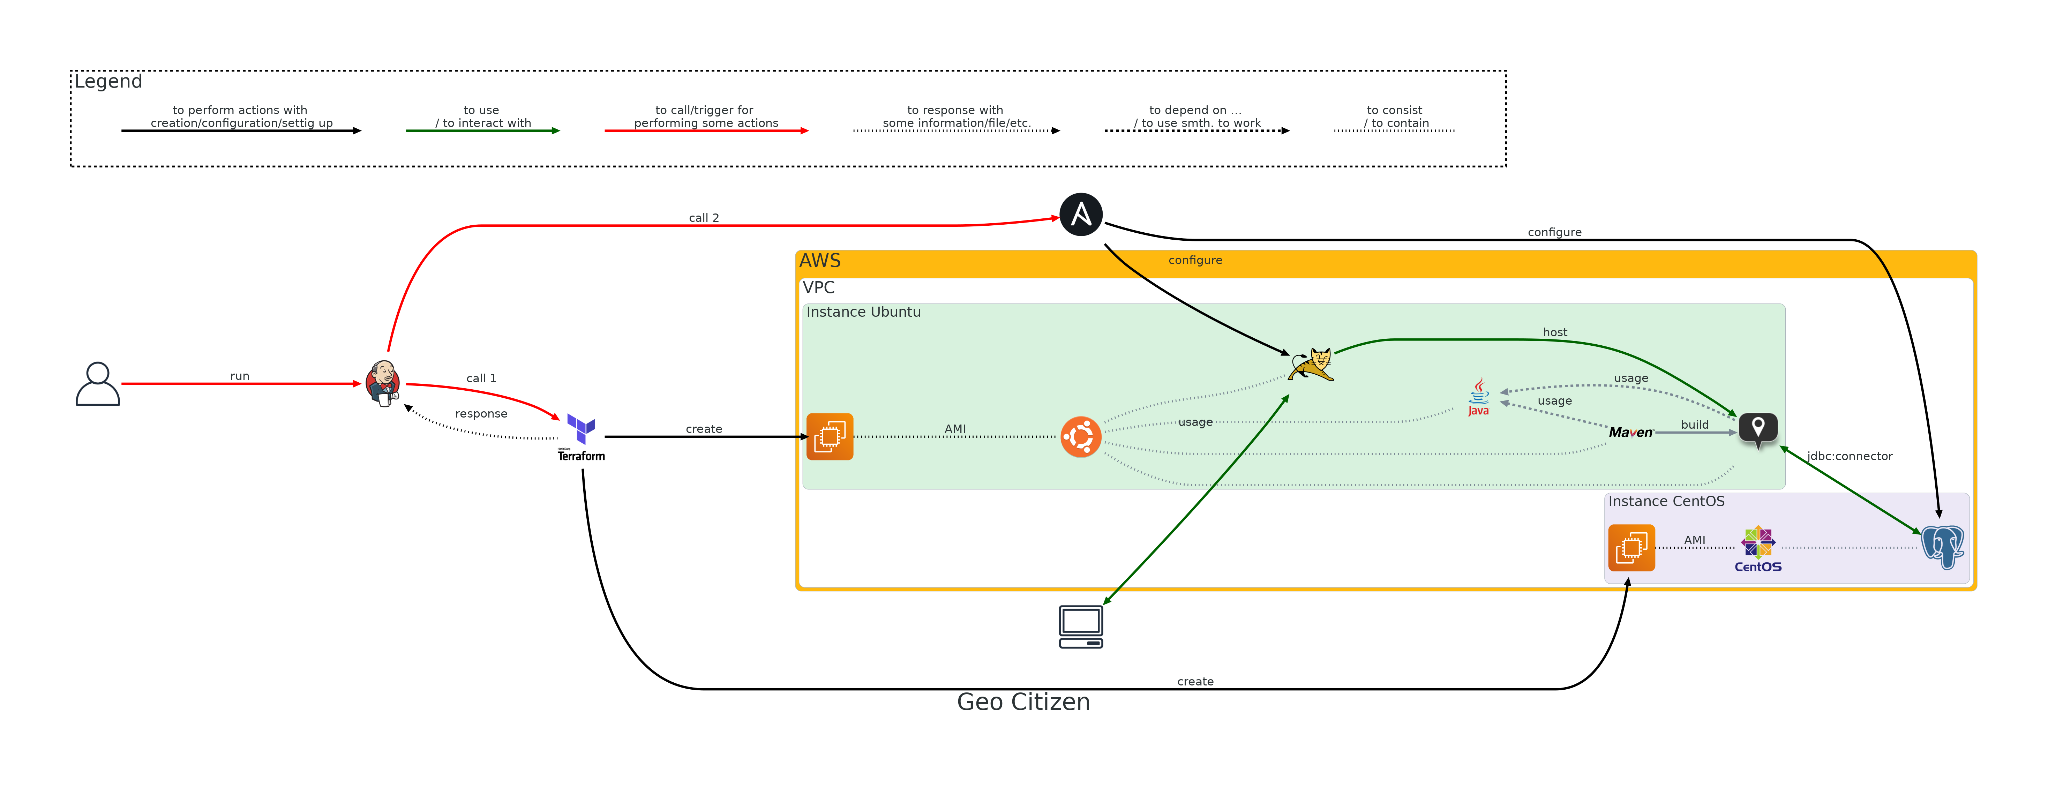 Legend
to perform actions with
creation/configuration/settig up
to use
/ to interact with
to call/trigger for
performing some actions
to response with
some information/file/etc.
to depend on ...
/ to use smth. to work
to consist
/ to contain
call 2
configure
AWS
configure
VPC
Instance Ubuntu
host
run
call 1
usage
Java
usage
response
usage
build
Maven
create
AMI
Terraform
jdbc:connector
Instance CentOS
AMI
CentOS
create
Geo Citizen